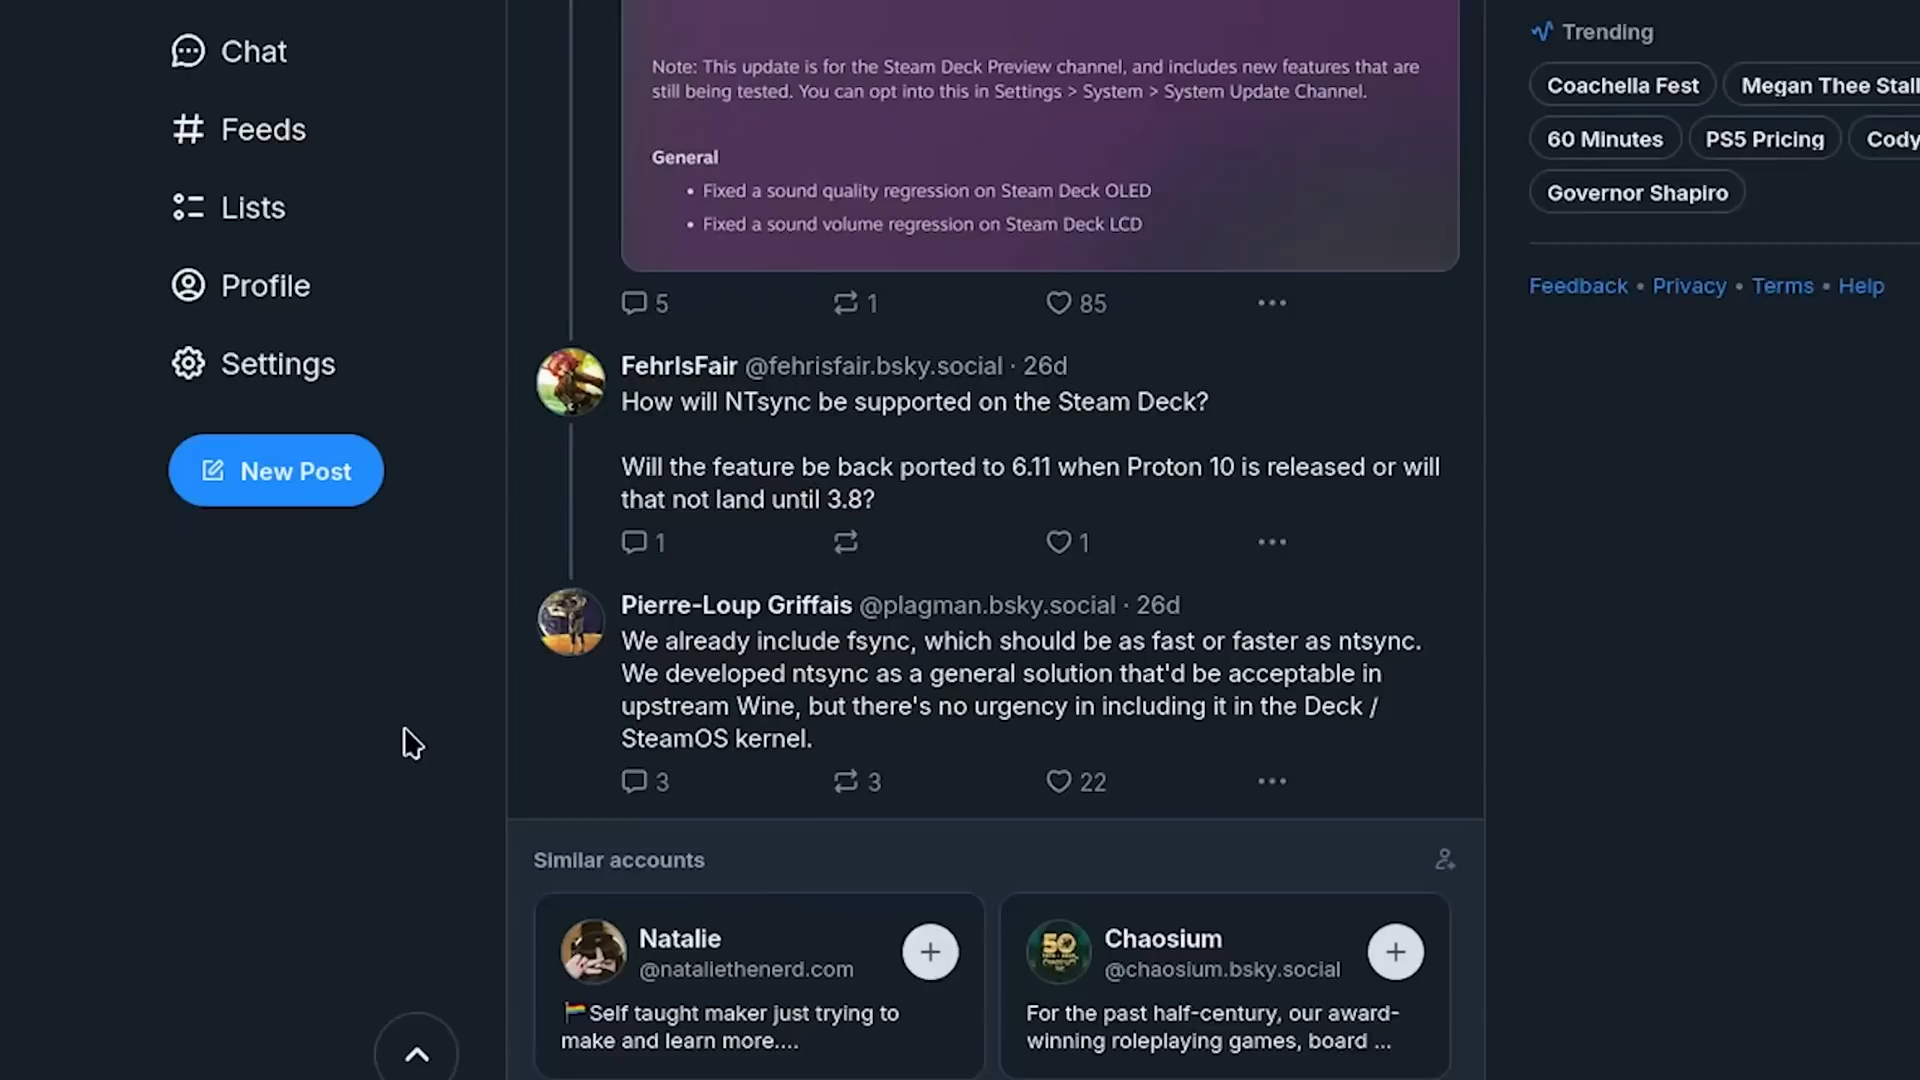 Chat
Feeds
Lists
Profile
Settings
New Post
Note: This update is for the Steam Deck Preview channel, and includes new features that are
still being tested. You can opt into this in Settings > System > System Update Channel.
General
• Fixed a sound quality regression on Steam Deck OLED
• Fixed a sound volume regression on Steam Deck LCD
5 1 85 ···
FehrIsFair @fehrisfair.bsky.social · 26d
How will NTsync be supported on the Steam Deck?
Will the feature be back ported to 6.11 when Proton 10 is released or will
that not land until 3.8?
1 1 ···
Pierre-Loup Griffais @plagman.bsky.social · 26d
We already include fsync, which should be as fast or faster as ntsync.
We developed ntsync as a general solution that'd be acceptable in
upstream Wine, but there's no urgency in including it in the Deck /
SteamOS kernel.
3 3 22 ···
Similar accounts
Natalie
@nataliethenerd.com
🏳️‍🌈Self taught maker just trying to
make and learn more....
50
Chaosium
@chaosium.bsky.social
For the past half-century, our award-
winning roleplaying games, board ...
Trending
Coachella Fest Megan Thee Stall
60 Minutes PS5 Pricing Cody
Governor Shapiro
Feedback • Privacy • Terms • Help